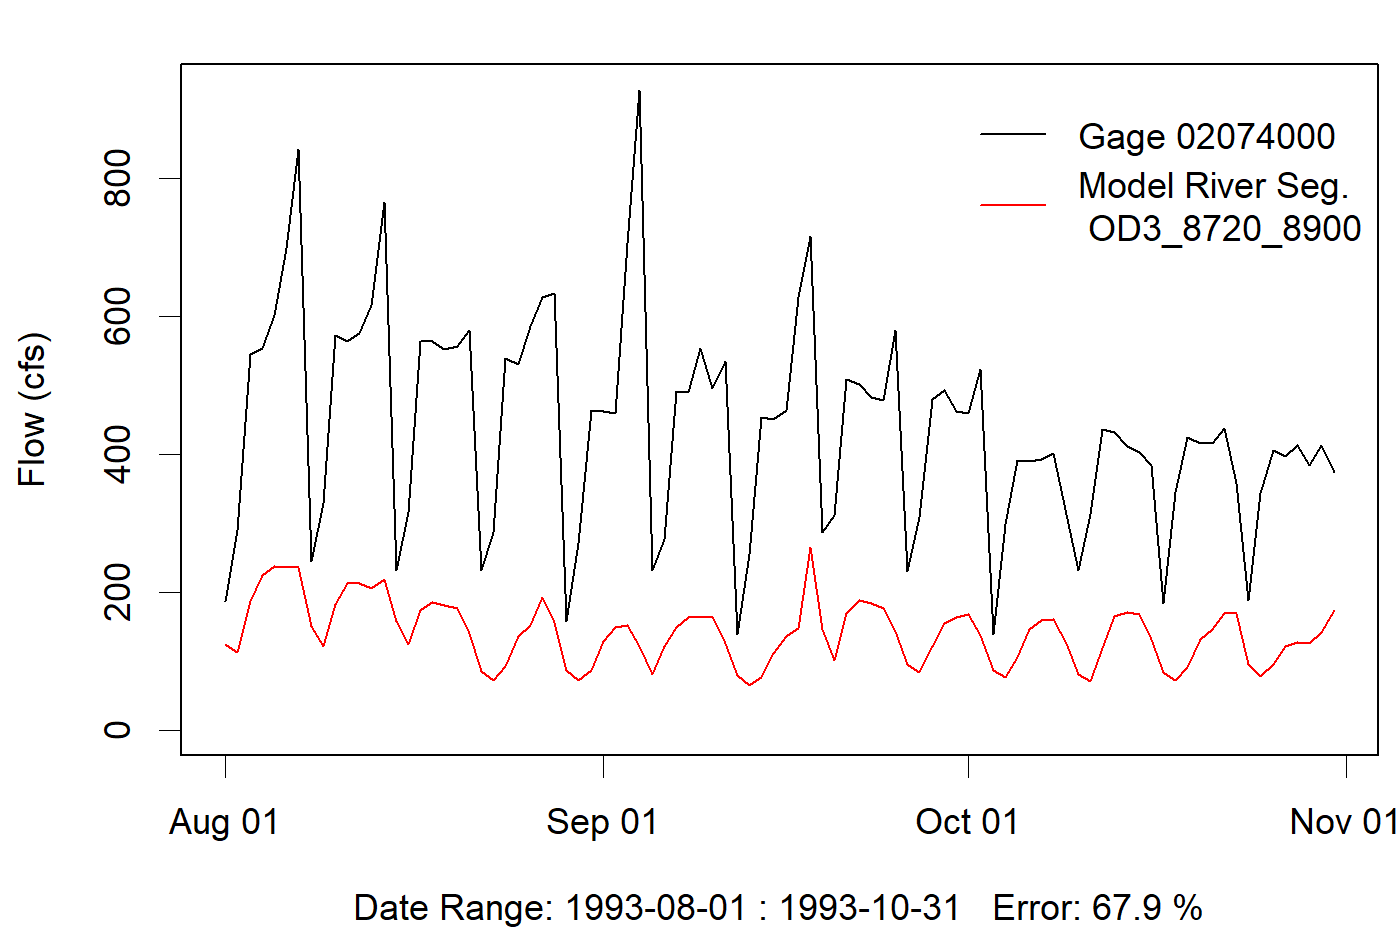 Gage 02074000
Model River Seg.
OD3_8720_8900
Flow (cfs)
800
600
400
200
0
Aug 01
Sep 01
Oct 01
Nov 01
Date Range: 1993-08-01 : 1993-10-31 Error: 67.9 %